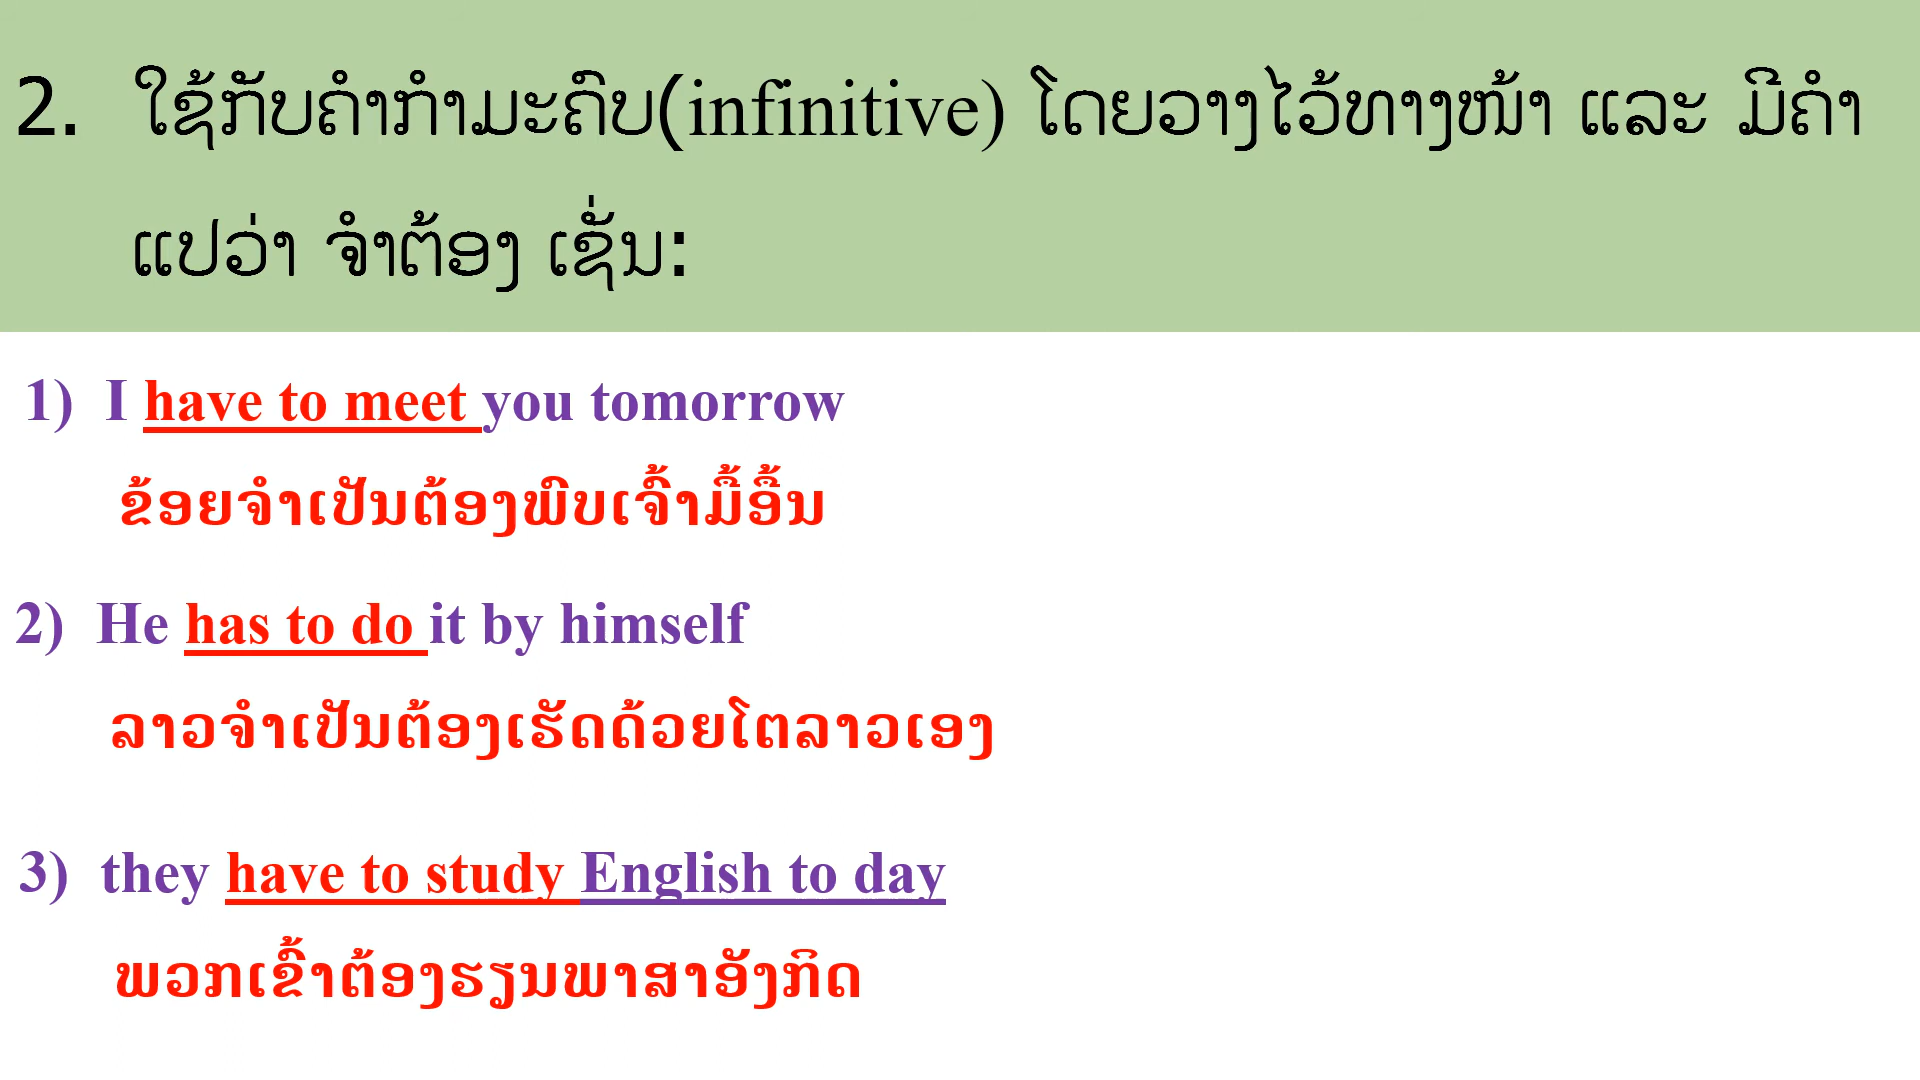 2. ໃຊ້ກັບຄຳກຳມະຄົບ(infinitive) ໂດຍວາງໄວ້ທາງໜ້າ ແລະ ມີຄຳ
ແປວ່າ ຈຳຕ້ອງ ເຊັ່ນ:
1) I have to meet you tomorrow
ຂ້ອຍຈຳເປັນຕ້ອງພົບເຈົ້າມື້ອື້ນ
2) He has to do it by himself
ລາວຈຳເປັນຕ້ອງເຮັດດ້ວຍໂຕລາວເອງ
3) they have to study English to day
ພວກເຂົ້າຕ້ອງຮຽນພາສາອັງກິດ